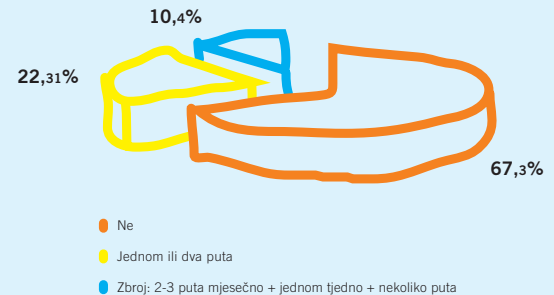 10,4%
22,31%
67,3%
Ne
Jednom ili dva puta
Zbroj: 2-3 puta mjesečno + jednom tjedno + nekoliko puta